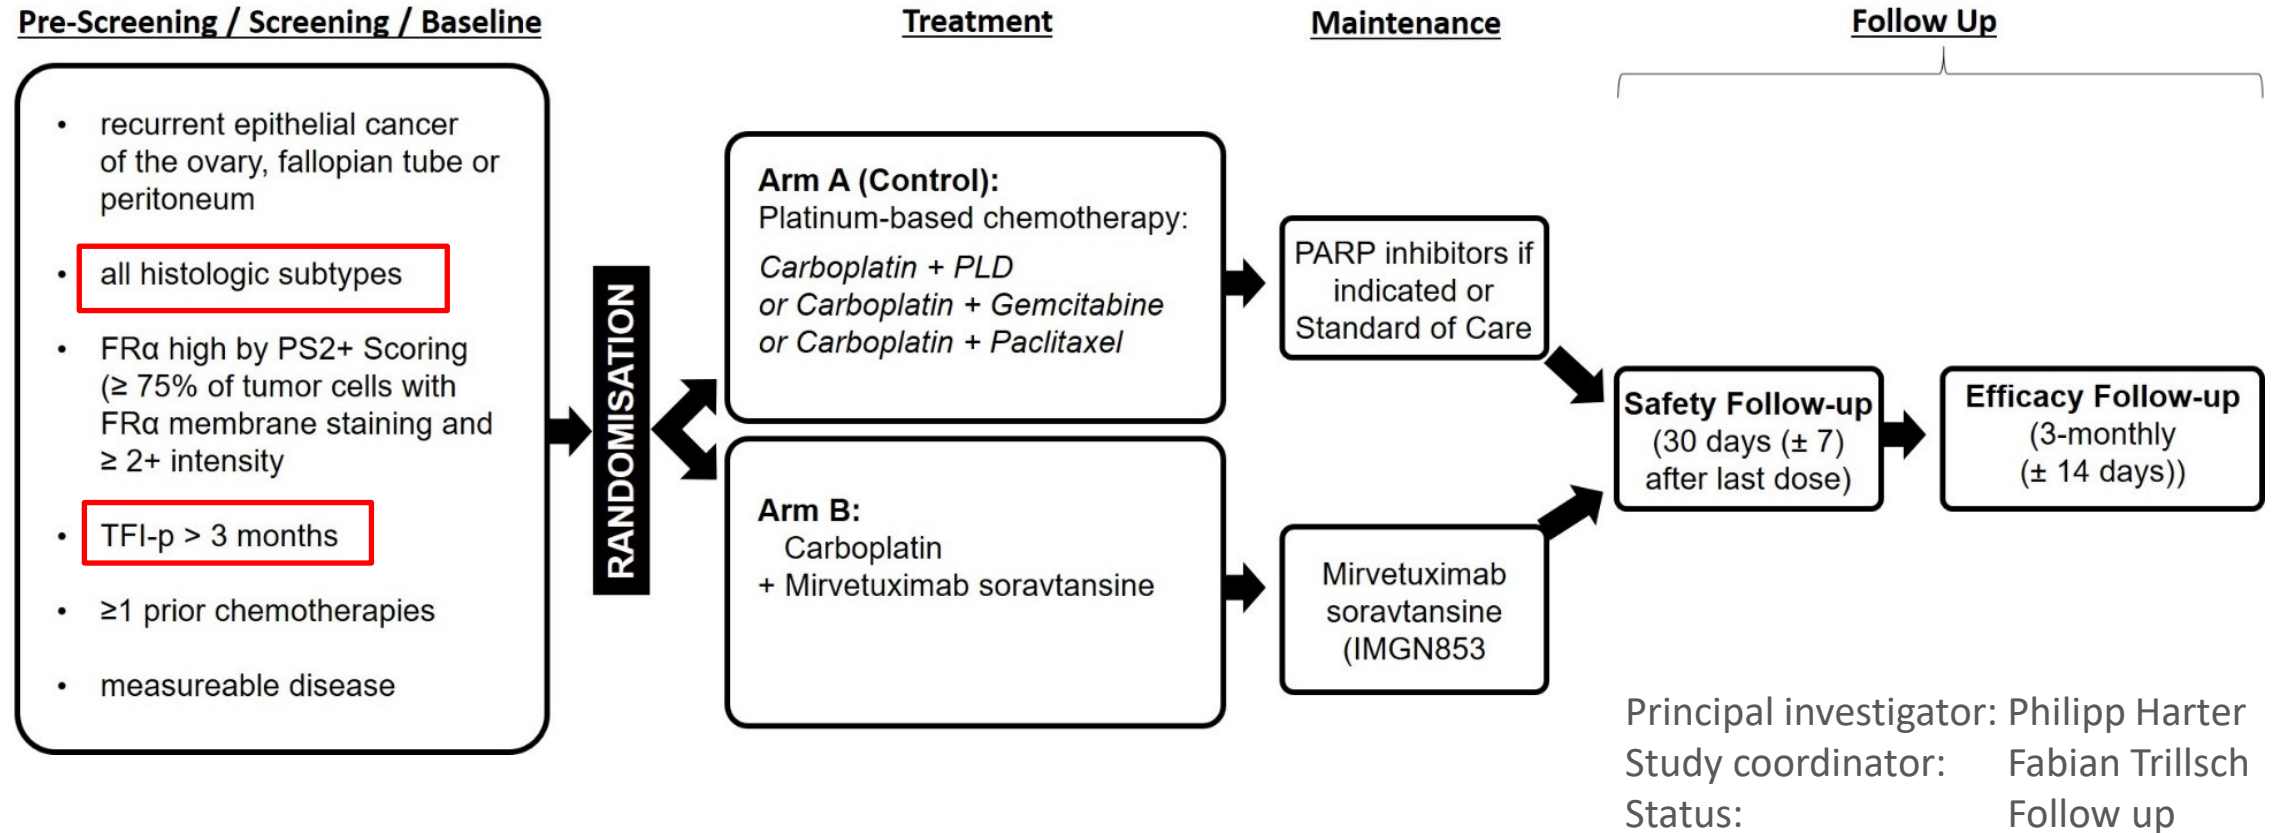 Pre-Screening / Screening / Baseline
Treatment
Maintenance
Follow Up
• recurrent epithelial cancer
of the ovary, fallopian tube or
peritoneum
• all histologic subtypes
• FRα high by PS2+ Scoring
(≥ 75% of tumor cells with
FRα membrane staining and
≥ 2+ intensity
• TFI-p > 3 months
• ≥1 prior chemotherapies
• measureable disease
RANDOMISATION
Arm A (Control):
Platinum-based chemotherapy:
Carboplatin + PLD
or Carboplatin + Gemcitabine
or Carboplatin + Paclitaxel
Arm B:
Carboplatin
+ Mirvetuximab soravtansine
PARP inhibitors if
indicated or
Standard of Care
Mirvetuximab
soravtansine
(IMGN853
Safety Follow-up
(30 days (± 7)
after last dose)
Efficacy Follow-up
(3-monthly
(± 14 days))
Principal investigator: Philipp Harter
Study coordinator: Fabian Trillsch
Status: Follow up